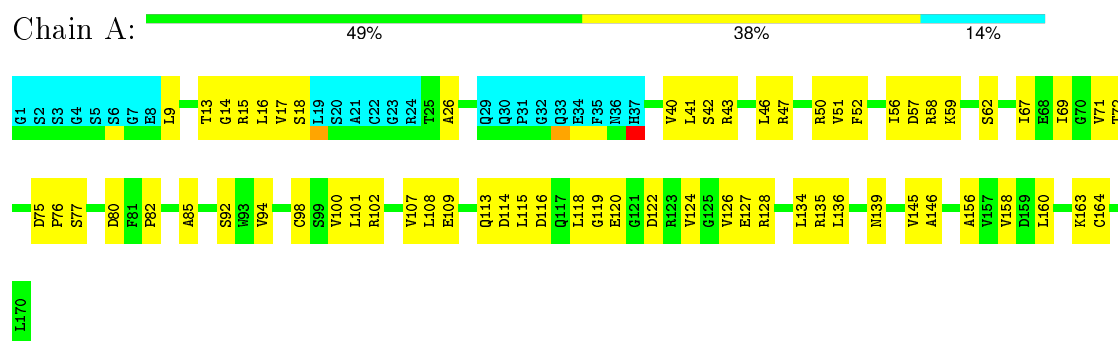 Chain A:
49% 38% 14%
G1 S2 S3 G4 S5 S6 G7 E8 L9 T13 G14 R15 L16 V17 S18 L19 S20 A21 C22 G23 R24 T25 A26 Q29 Q30 P31 G32 Q33 E34 F35 N36 H37 V40 L41 S42 R43 L46 R47 R50 V51 F52 I56 D57 R58 K59 S62 I67 E68 I69 G70 V71 T72
D75 P76 S77 D80 F81 P82 A85 S92 W93 V94 C98 S99 V100 L101 R102 V107 L108 E109 Q113 D114 L115 D116 Q117 L118 G119 E120 G121 D122 R123 V124 G125 V126 E127 R128 L134 R135 L136 N139 V145 A146 A156 V157 V158 D159 L160 K163 C164
L170